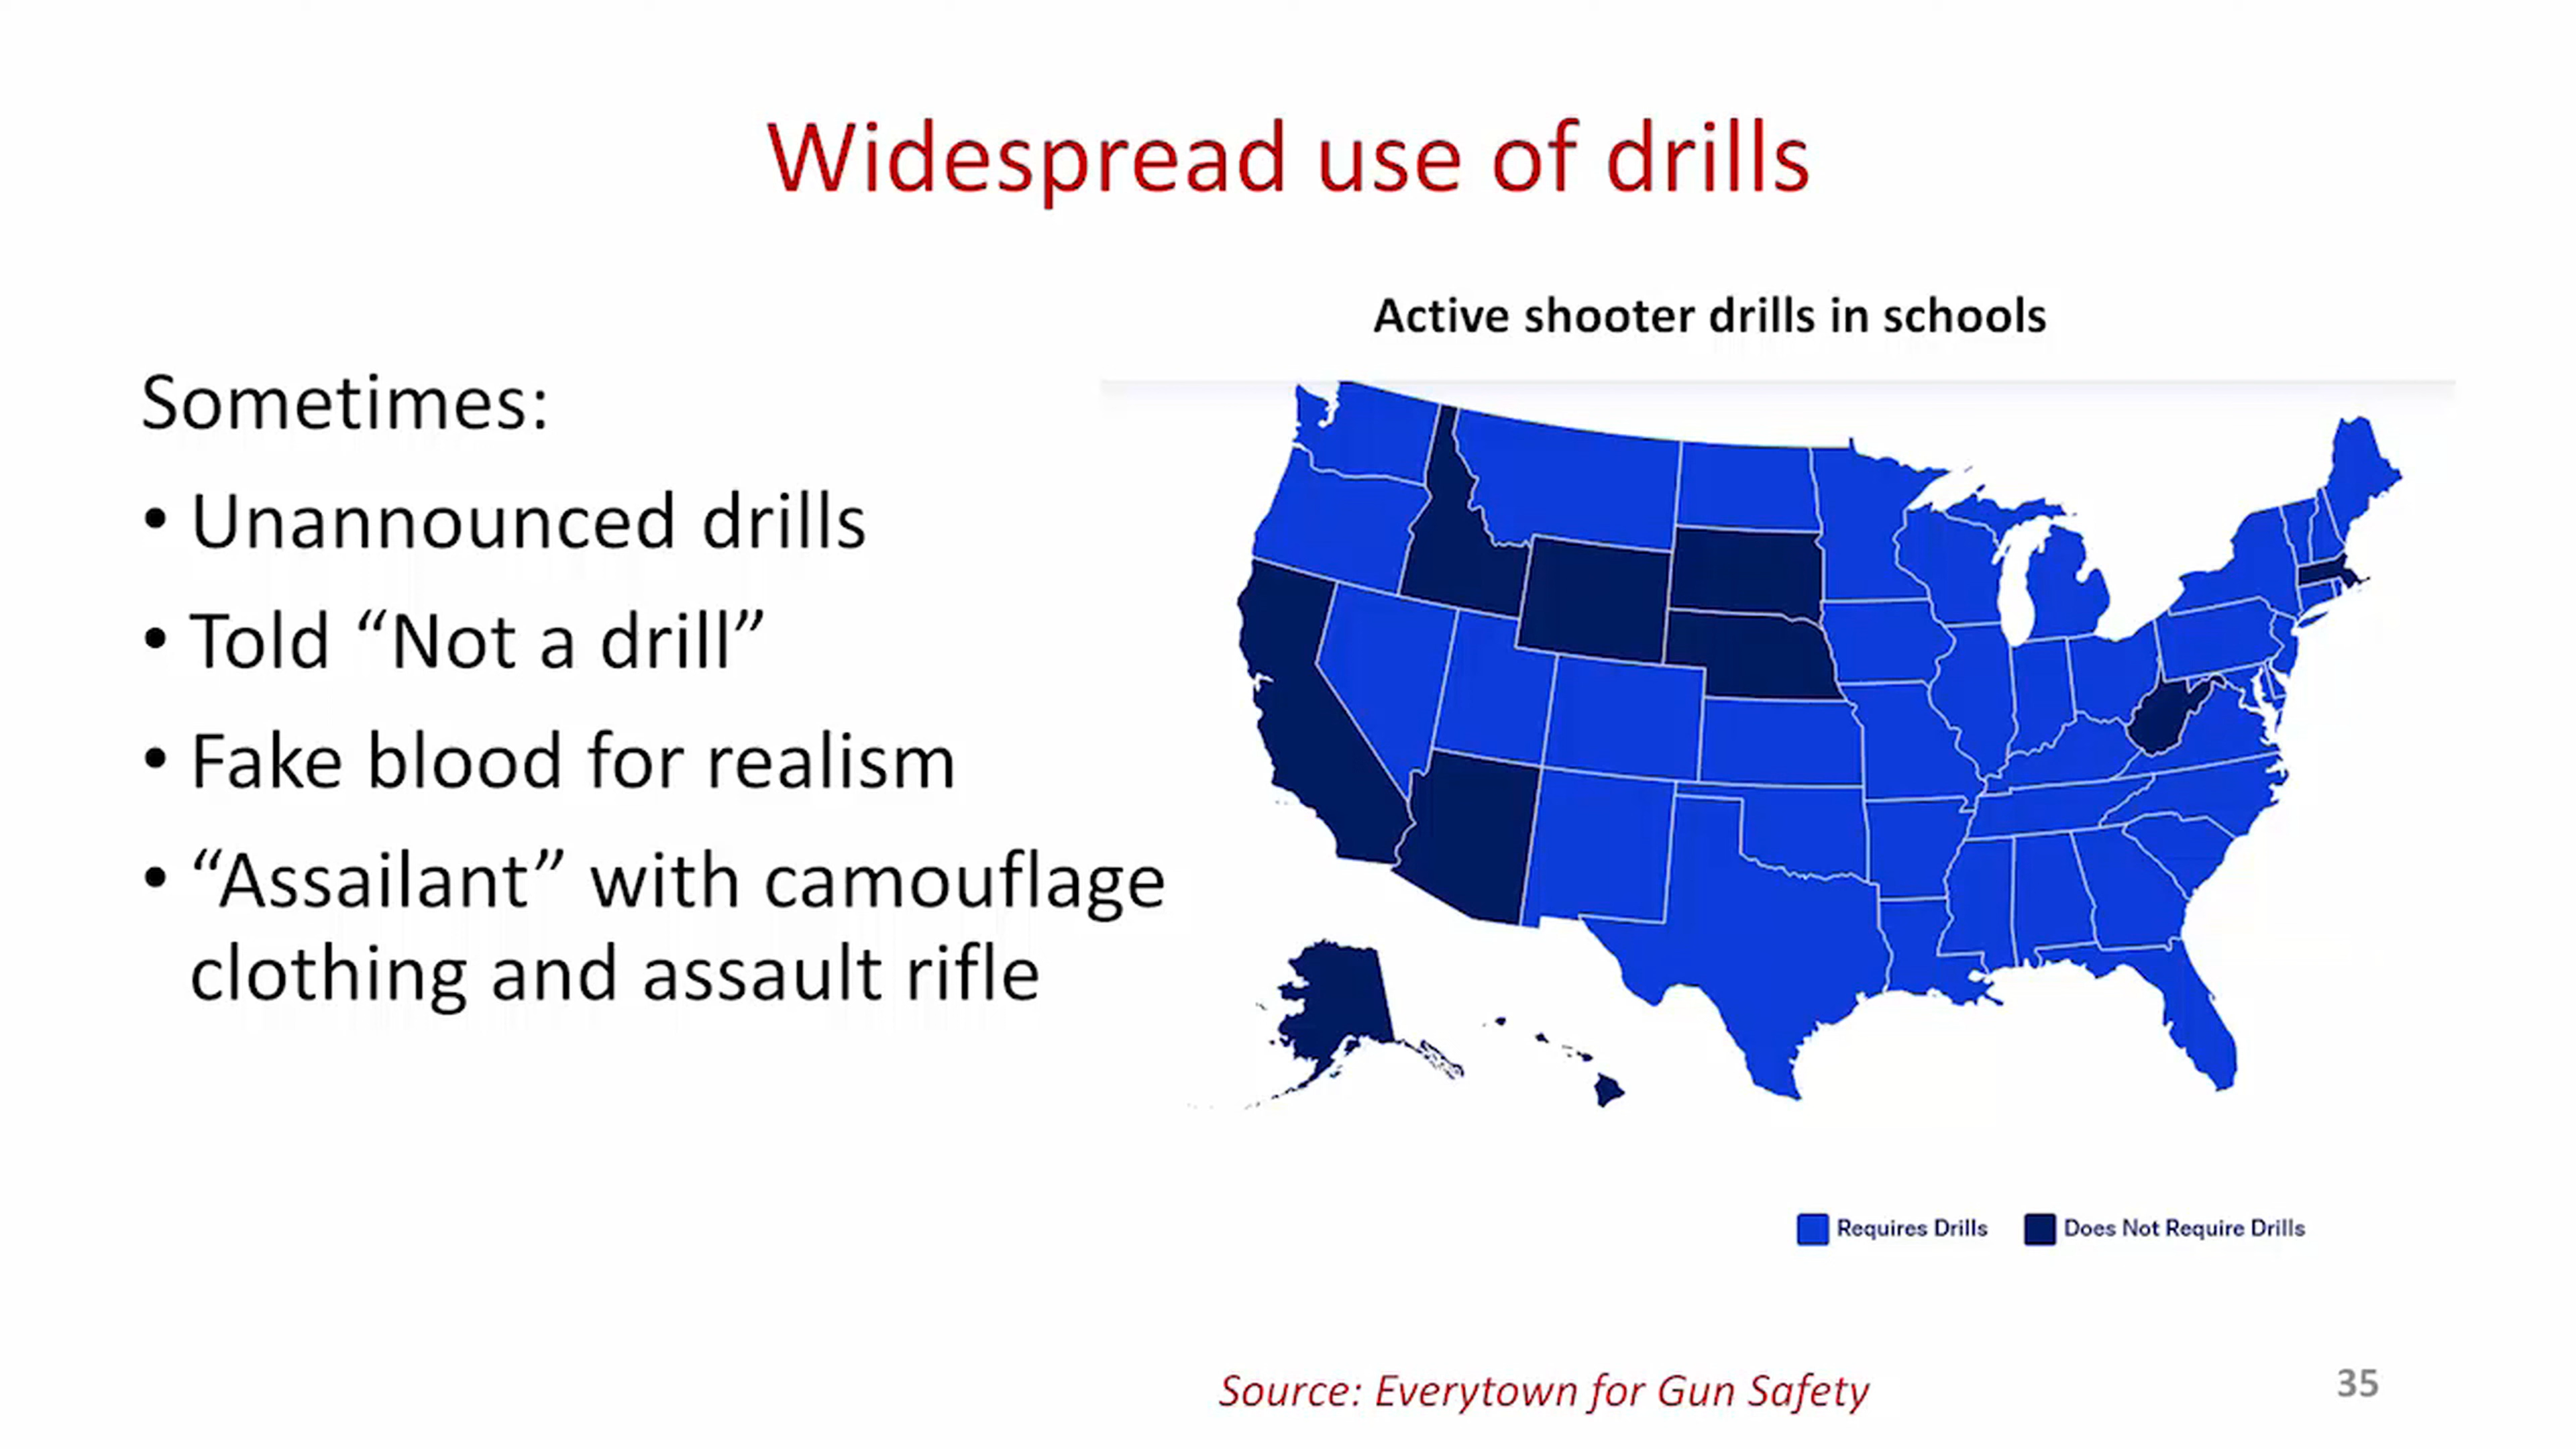 Widespread use of drills
Sometimes:
• Unannounced drills
• Told “Not a drill”
• Fake blood for realism
• “Assailant” with camouflage
clothing and assault rifle
Active shooter drills in schools
Requires Drills
Does Not Require Drills
Source: Everytown for Gun Safety
35